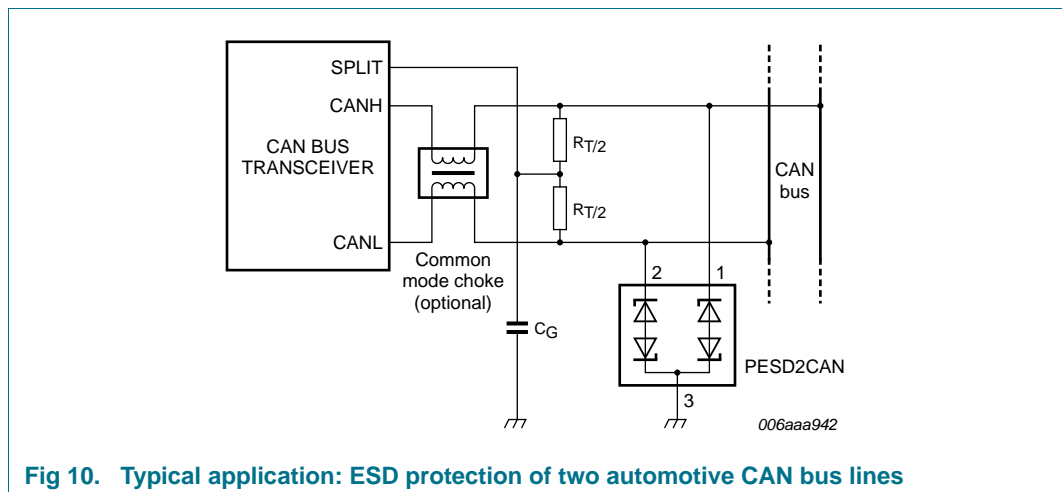 SPLIT
CANH
CAN BUS
TRANSCEIVER
CANL
Common
mode choke
(optional)
RT/2
RT/2
CG
CAN
bus
2
1
PESD2CAN
3
006aaa942
Fig 10. Typical application: ESD protection of two automotive CAN bus lines